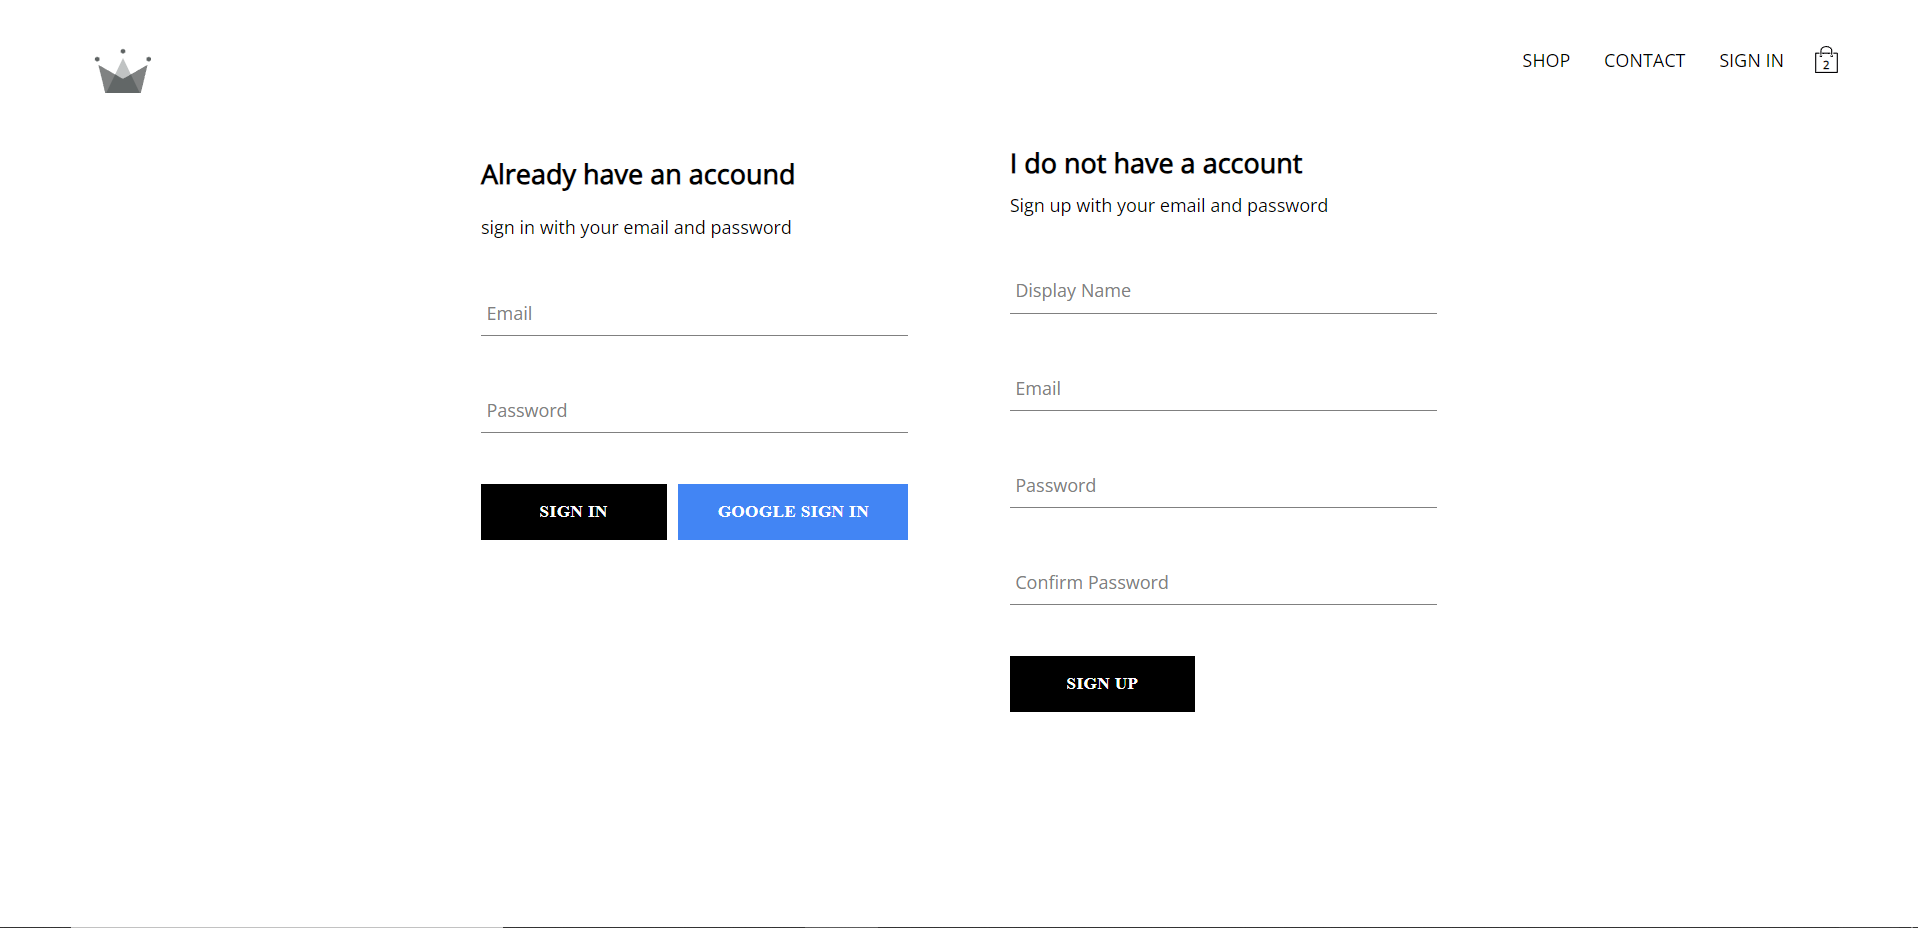 SHOP
CONTACT
SIGN IN
2
Already have an accound
sign in with your email and password
Email
Password
SIGN IN
GOOGLE SIGN IN
I do not have a account
Sign up with your email and password
Display Name
Email
Password
Confirm Password
SIGN UP